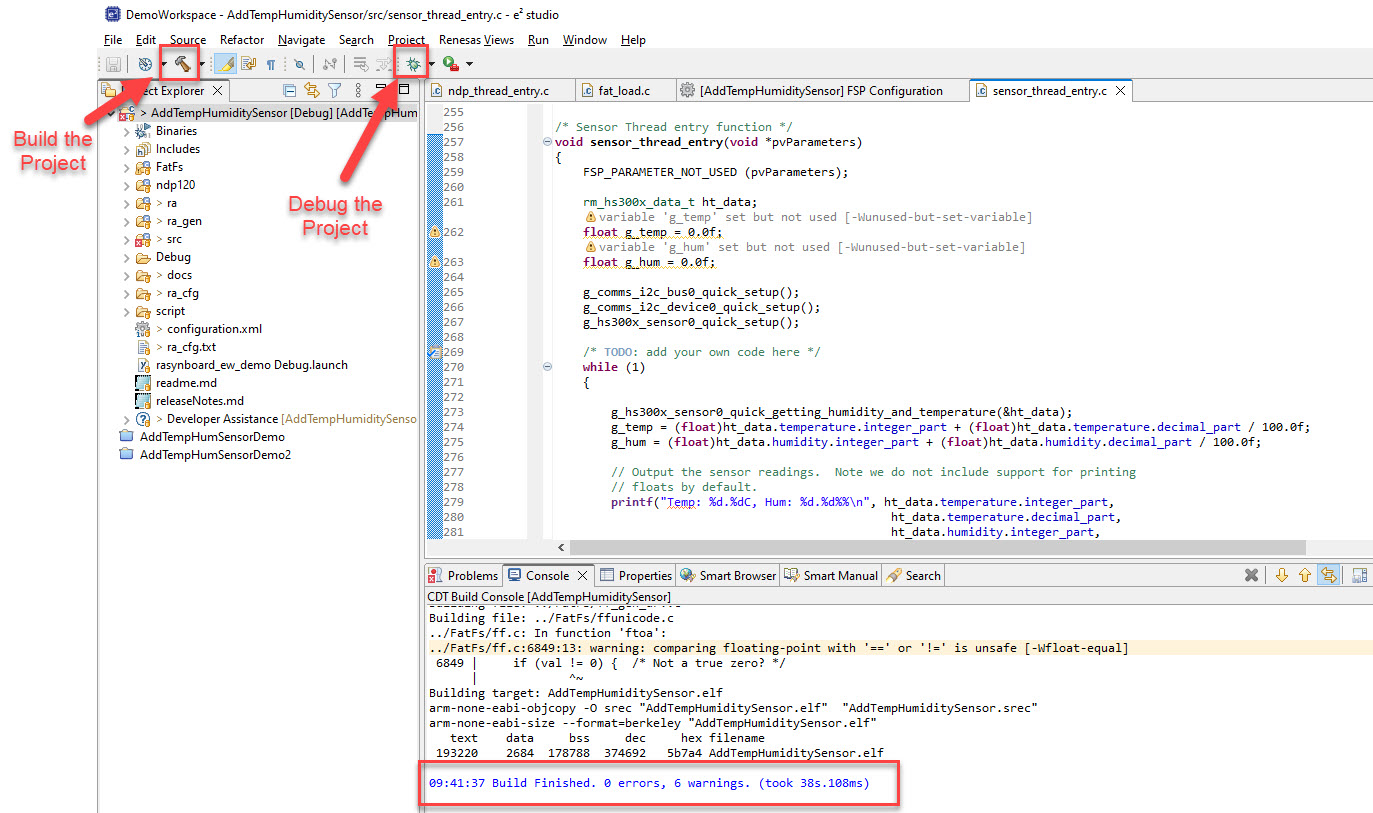 DemoWorkspace - AddTempHumiditySensor/src/sensor_thread_entry.c - e² studio
File Edit Source Refactor Navigate Search Project Renesas Views Run Window Help
Build the
Project
Debug the
Project
ect Explorer
> AddTempHumiditySensor [Debug] [AddTempHum
Binaries
Includes
FatFs
ndp120
> ra
> ra_gen
> src
Debug
> docs
> ra_cfg
script
> configuration.xml
> ra_cfg.txt
rasynboard_ew_demo Debug.launch
readme.md
releaseNotes.md
> Developer Assistance [AddTempHumiditySenso
AddTempHumSensorDemo
AddTempHumSensorDemo2
ndp_thread_entry.c fat_load.c [AddTempHumiditySensor] FSP Configuration sensor_thread_entry.c
255
256 /* Sensor Thread entry function */
257 void sensor_thread_entry(void *pvParameters)
258 {
259 FSP_PARAMETER_NOT_USED (pvParameters);
260
261 rm_hs300x_data_t ht_data;
variable 'g_temp' set but not used [-Wunused-but-set-variable]
262 float g_temp = 0.0f;
variable 'g_hum' set but not used [-Wunused-but-set-variable]
263 float g_hum = 0.0f;
264
265 g_comms_i2c_bus0_quick_setup();
266 g_comms_i2c_device0_quick_setup();
267 g_hs300x_sensor0_quick_setup();
268
269 /* TODO: add your own code here */
270 while (1)
271 {
272
273 g_hs300x_sensor0_quick_getting_humidity_and_temperature(&ht_data);
274 g_temp = (float)ht_data.temperature.integer_part + (float)ht_data.temperature.decimal_part / 100.0f;
275 g_hum = (float)ht_data.humidity.integer_part + (float)ht_data.humidity.decimal_part / 100.0f;
276
277 // Output the sensor readings.  Note we do not include support for printing
278 // floats by default.
279 printf("Temp: %d.%dC, Hum: %d.%d%%\n", ht_data.temperature.integer_part,
280 ht_data.temperature.decimal_part,
281 ht_data.humidity.integer_part,
Problems Console Properties Smart Browser Smart Manual Search
CDT Build Console [AddTempHumiditySensor]
Building file: ../FatFs/ffunicode.c
../FatFs/ff.c: In function 'ftoa':
../FatFs/ff.c:6849:13: warning: comparing floating-point with '==' or '!=' is unsafe [-Wfloat-equal]
6849 | if (val != 0) { /* Not a true zero? */
| ^~
Building target: AddTempHumiditySensor.elf
arm-none-eabi-objcopy -O srec "AddTempHumiditySensor.elf"  "AddTempHumiditySensor.srec"
arm-none-eabi-size --format=berkeley "AddTempHumiditySensor.elf"
text data bss dec hex filename
193220 2684 178788 374692 5b7a4 AddTempHumiditySensor.elf
09:41:37 Build Finished. 0 errors, 6 warnings. (took 38s.108ms)